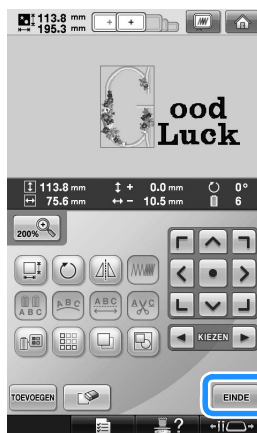 113.8 mm
195.3 mm
ood
Luck
113.8 mm + 0.0 mm 0°
75.6 mm - 10.5 mm 6
200%
A B C A B C A B C A B C
KIEZEN
TOEVOEGEN EINDE
?